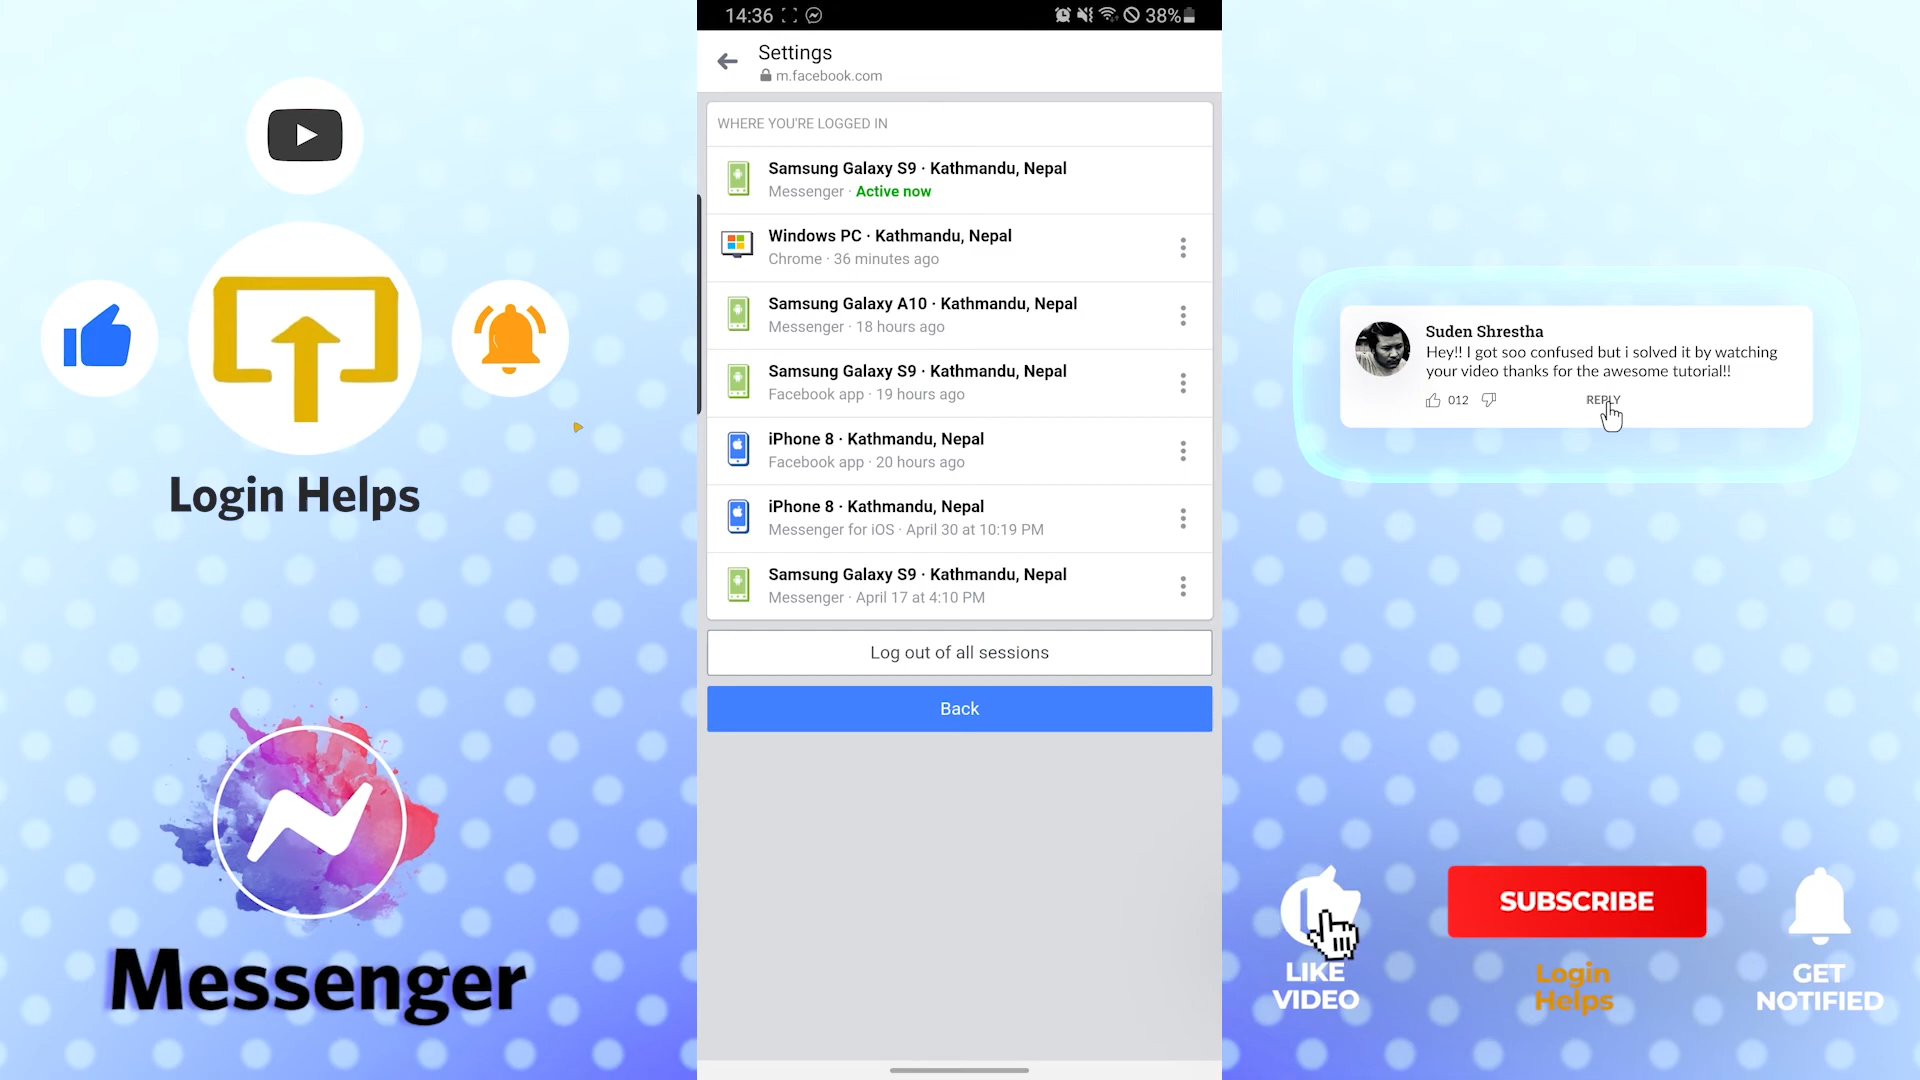 14:36
38%
Settings
m.facebook.com
WHERE YOU'RE LOGGED IN
Samsung Galaxy S9 · Kathmandu, Nepal
Messenger · Active now
Windows PC · Kathmandu, Nepal
Chrome · 36 minutes ago
Samsung Galaxy A10 · Kathmandu, Nepal
Messenger · 18 hours ago
Samsung Galaxy S9 · Kathmandu, Nepal
Facebook app · 19 hours ago
iPhone 8 · Kathmandu, Nepal
Facebook app · 20 hours ago
iPhone 8 · Kathmandu, Nepal
Messenger for iOS · April 30 at 10:19 PM
Samsung Galaxy S9 · Kathmandu, Nepal
Messenger · April 17 at 4:10 PM
Log out of all sessions
Back
Login Helps
Messenger
Suden Shrestha
Hey!! I got soo confused but i solved it by watching
your video thanks for the awesome tutorial!!
012
REPLY
LIKE
VIDEO
SUBSCRIBE
Login
Helps
GET
NOTIFIED